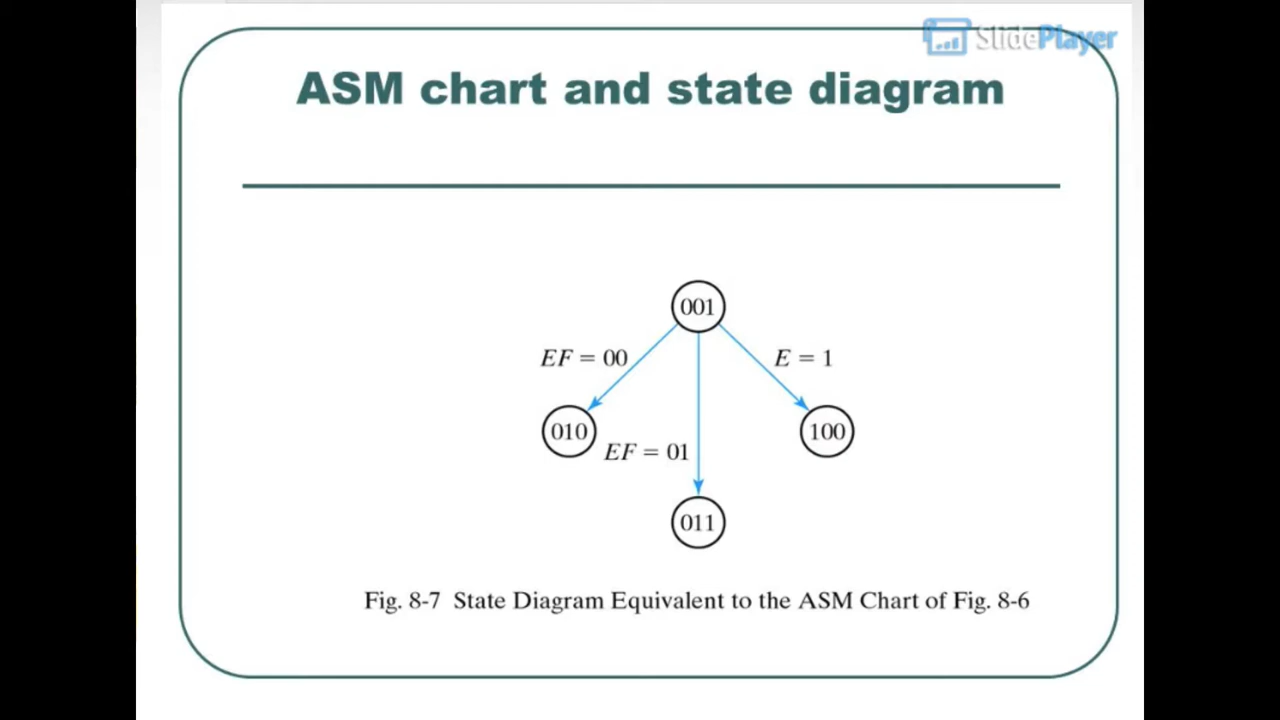 SlidePlayer
ASM chart and state diagram
001
EF = 00
E = 1
010
100
EF = 01
011
Fig. 8-7 State Diagram Equivalent to the ASM Chart of Fig. 8-6